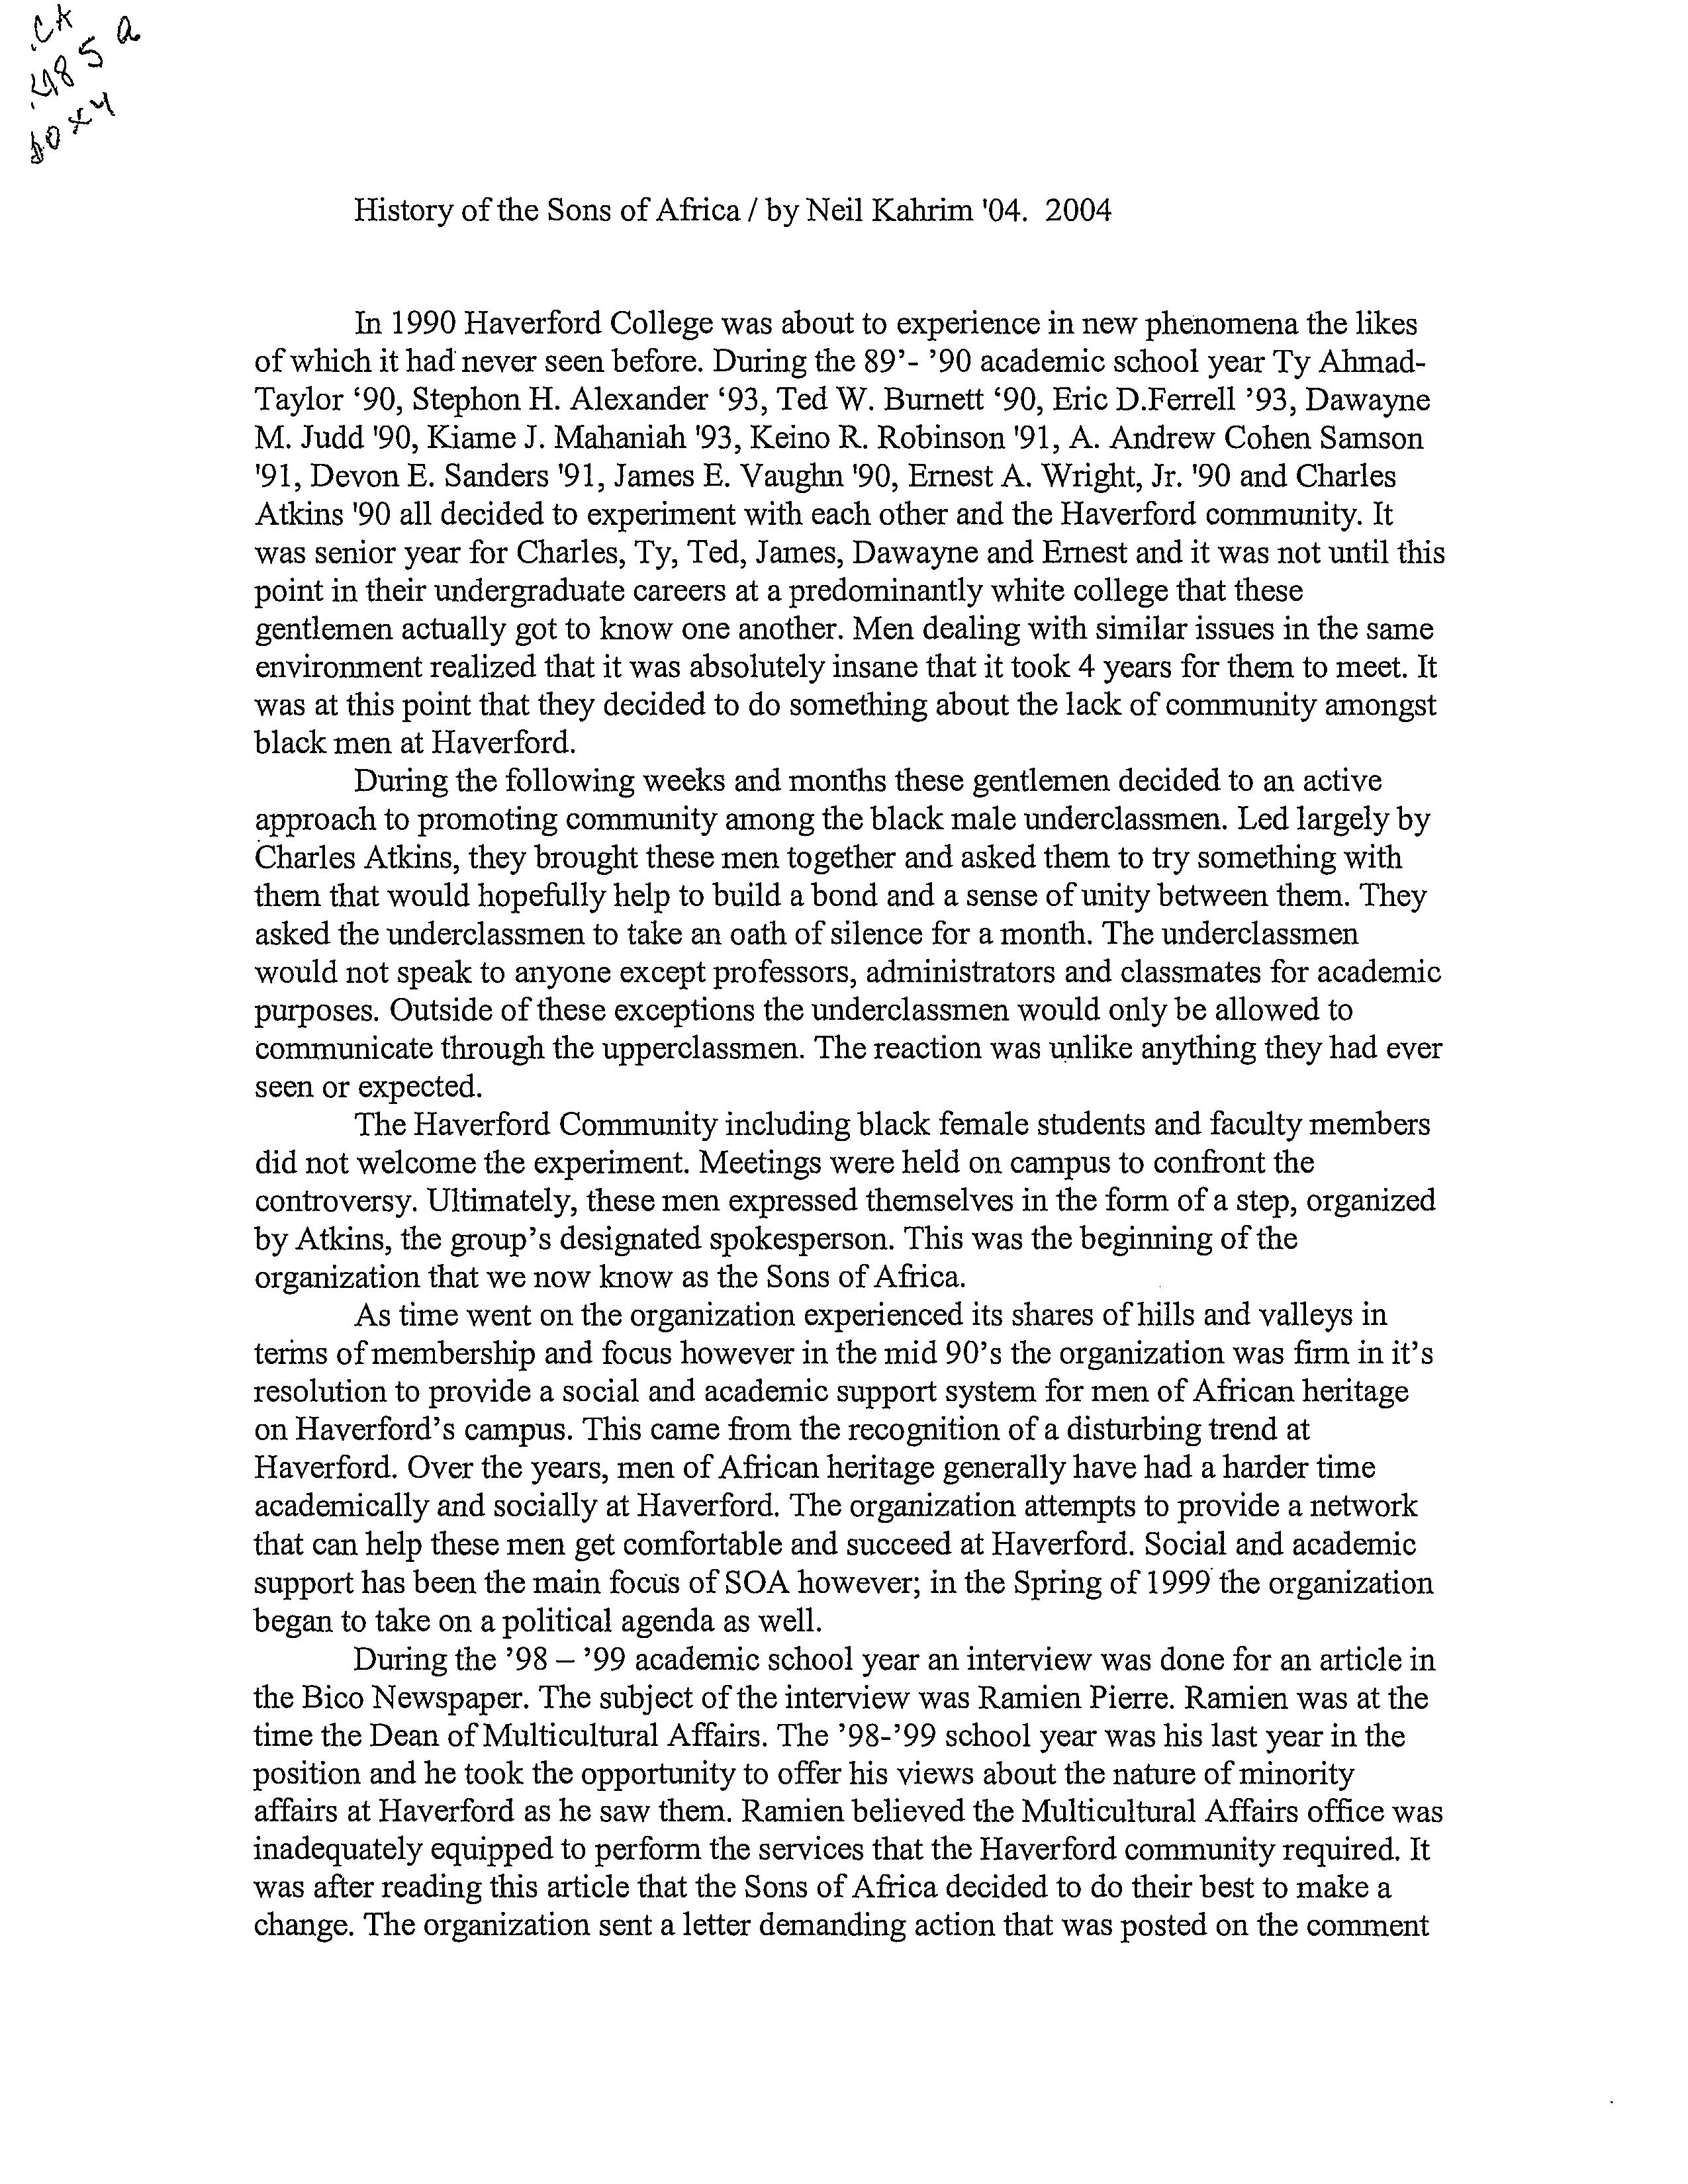 .CK
.485 a
box 4
History of the Sons of Africa / by Neil Kahrim '04.  2004
In 1990 Haverford College was about to experience in new phenomena the likes
of which it had never seen before. During the 89’- ’90 academic school year Ty Ahmad-
Taylor ‘90, Stephon H. Alexander ‘93, Ted W. Burnett ‘90, Eric D.Ferrell ’93, Dawayne
M. Judd '90, Kiame J. Mahaniah '93, Keino R. Robinson '91, A. Andrew Cohen Samson
'91, Devon E. Sanders '91, James E. Vaughn '90, Ernest A. Wright, Jr. '90 and Charles
Atkins '90 all decided to experiment with each other and the Haverford community. It
was senior year for Charles, Ty, Ted, James, Dawayne and Ernest and it was not until this
point in their undergraduate careers at a predominantly white college that these
gentlemen actually got to know one another. Men dealing with similar issues in the same
environment realized that it was absolutely insane that it took 4 years for them to meet. It
was at this point that they decided to do something about the lack of community amongst
black men at Haverford.
During the following weeks and months these gentlemen decided to an active
approach to promoting community among the black male underclassmen. Led largely by
Charles Atkins, they brought these men together and asked them to try something with
them that would hopefully help to build a bond and a sense of unity between them. They
asked the underclassmen to take an oath of silence for a month. The underclassmen
would not speak to anyone except professors, administrators and classmates for academic
purposes. Outside of these exceptions the underclassmen would only be allowed to
communicate through the upperclassmen. The reaction was unlike anything they had ever
seen or expected.
The Haverford Community including black female students and faculty members
did not welcome the experiment. Meetings were held on campus to confront the
controversy. Ultimately, these men expressed themselves in the form of a step, organized
by Atkins, the group’s designated spokesperson. This was the beginning of the
organization that we now know as the Sons of Africa.
As time went on the organization experienced its shares of hills and valleys in
terms of membership and focus however in the mid 90’s the organization was firm in it’s
resolution to provide a social and academic support system for men of African heritage
on Haverford’s campus. This came from the recognition of a disturbing trend at
Haverford. Over the years, men of African heritage generally have had a harder time
academically and socially at Haverford. The organization attempts to provide a network
that can help these men get comfortable and succeed at Haverford. Social and academic
support has been the main focus of SOA however; in the Spring of 1999 the organization
began to take on a political agenda as well.
During the ’98 – ’99 academic school year an interview was done for an article in
the Bico Newspaper. The subject of the interview was Ramien Pierre. Ramien was at the
time the Dean of Multicultural Affairs. The ’98-’99 school year was his last year in the
position and he took the opportunity to offer his views about the nature of minority
affairs at Haverford as he saw them. Ramien believed the Multicultural Affairs office was
inadequately equipped to perform the services that the Haverford community required. It
was after reading this article that the Sons of Africa decided to do their best to make a
change. The organization sent a letter demanding action that was posted on the comment